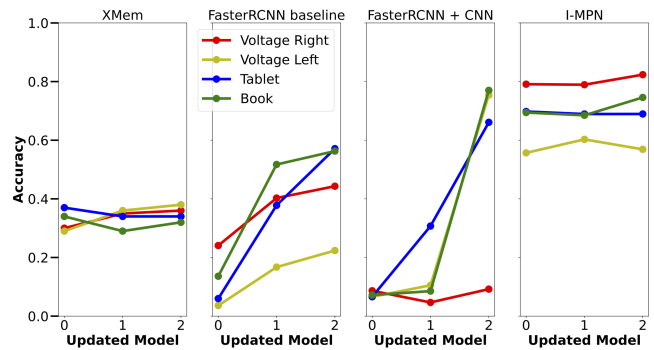 XMem
FasterRCNN baseline
FasterRCNN + CNN
I-MPN
Voltage Right
Voltage Left
Tablet
Book
Accuracy
1.0
0.8
0.6
0.4
0.2
0.0
0 1 2
0 1 2
0 1 2
0 1 2
Updated Model
Updated Model
Updated Model
Updated Model